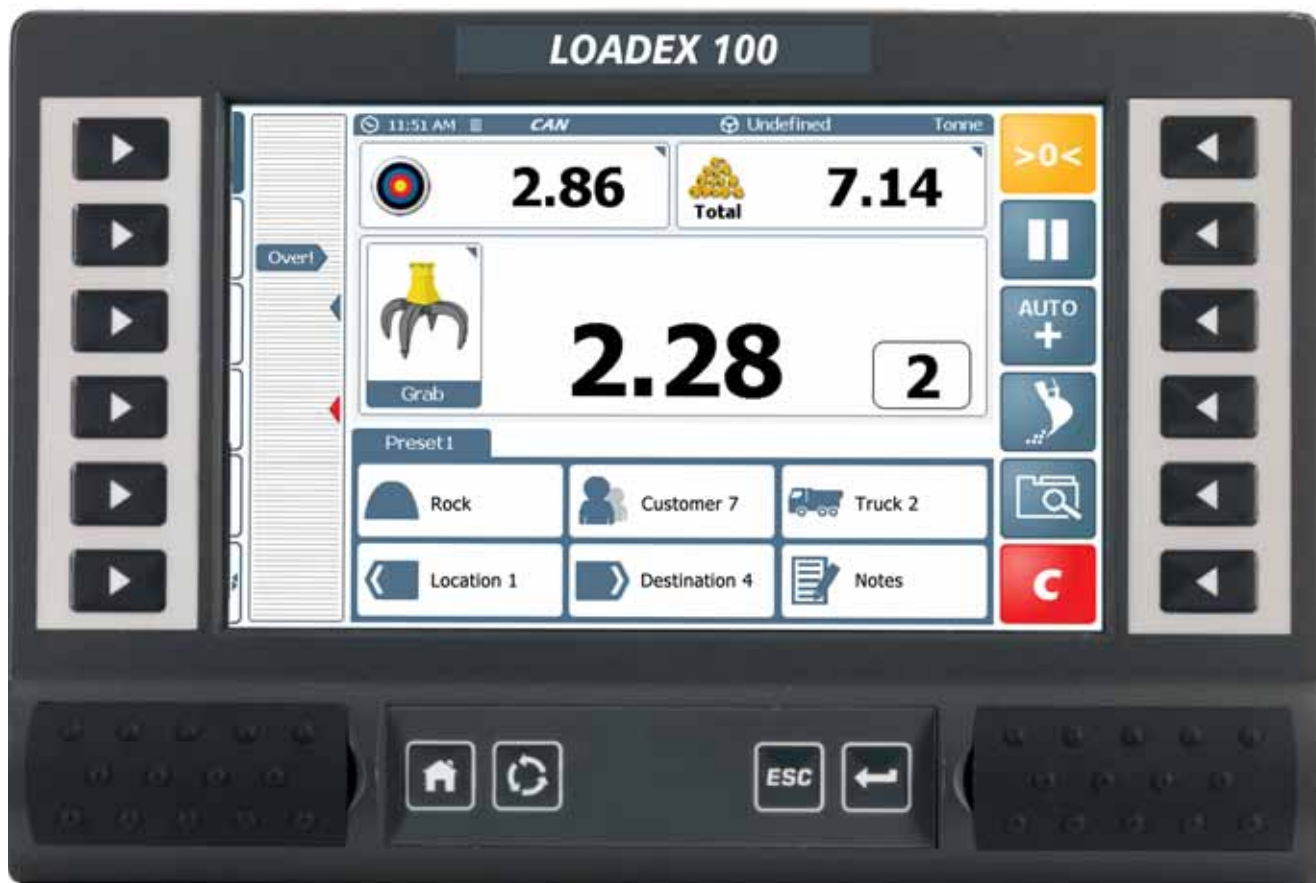 LOADEX 100
11:51 AM CAN Undefined Tonne
2.86 Total 7.14 >0<
Over!
2.28 2 AUTO +
Grab
Preset1
Rock Customer 7 Truck 2
Location 1 Destination 4 Notes C
ESC